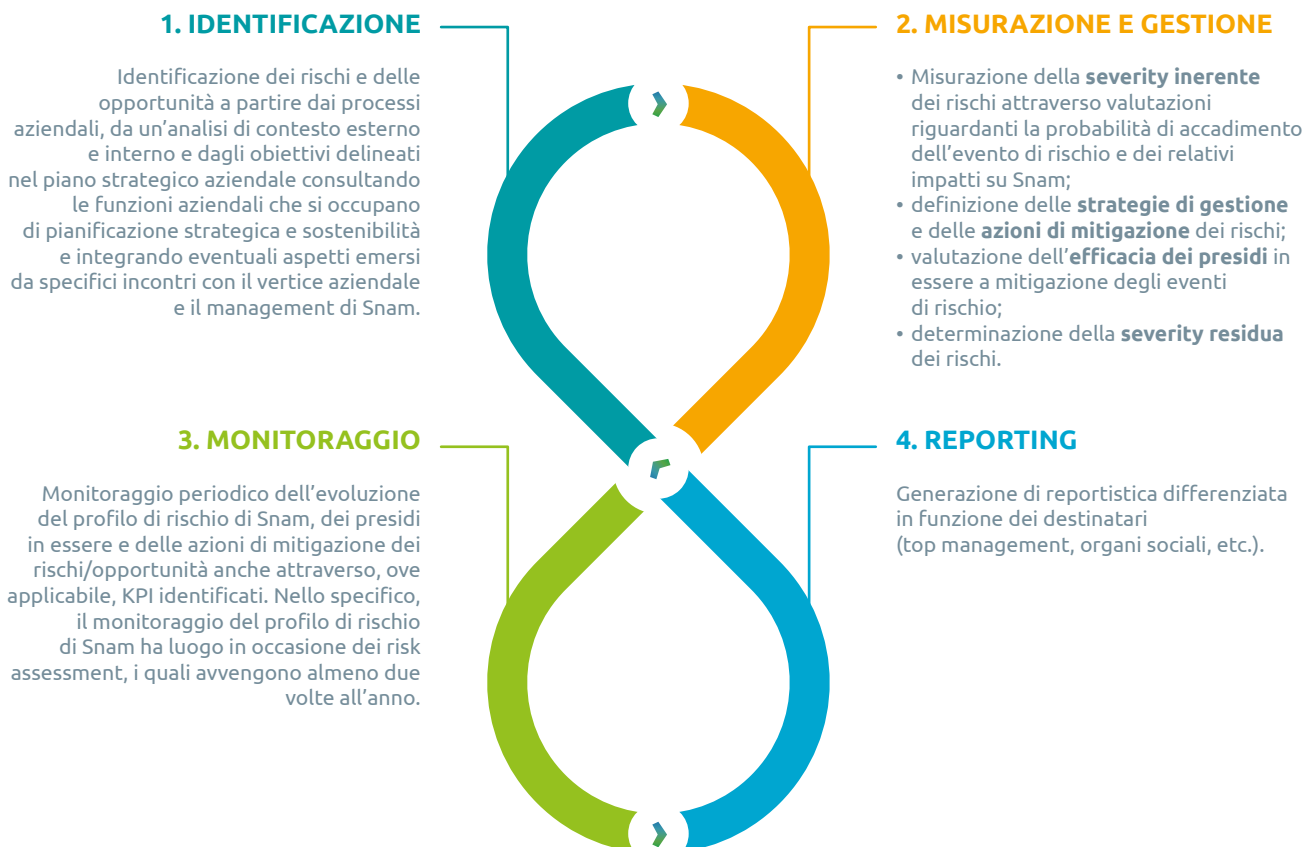 1. IDENTIFICAZIONE
Identificazione dei rischi e delle
opportunità a partire dai processi
aziendali, da un'analisi di contesto esterno
e interno e dagli obiettivi delineati
nel piano strategico aziendale consultando
le funzioni aziendali che si occupano
di pianificazione strategica e sostenibilità
e integrando eventuali aspetti emersi
da specifici incontri con il vertice aziendale
e il management di Snam.
2. MISURAZIONE E GESTIONE
• Misurazione della severity inerente
dei rischi attraverso valutazioni
riguardanti la probabilità di accadimento
dell'evento di rischio e dei relativi
impatti su Snam;
• definizione delle strategie di gestione
e delle azioni di mitigazione dei rischi;
• valutazione dell'efficacia dei presidi in
essere a mitigazione degli eventi
di rischio;
• determinazione della severity residua
dei rischi.
3. MONITORAGGIO
Monitoraggio periodico dell'evoluzione
del profilo di rischio di Snam, dei presidi
in essere e delle azioni di mitigazione dei
rischi/opportunità anche attraverso, ove
applicabile, KPI identificati. Nello specifico,
il monitoraggio del profilo di rischio
di Snam ha luogo in occasione dei risk
assessment, i quali avvengono almeno due
volte all'anno.
4. REPORTING
Generazione di reportistica differenziata
in funzione dei destinatari
(top management, organi sociali, etc.).